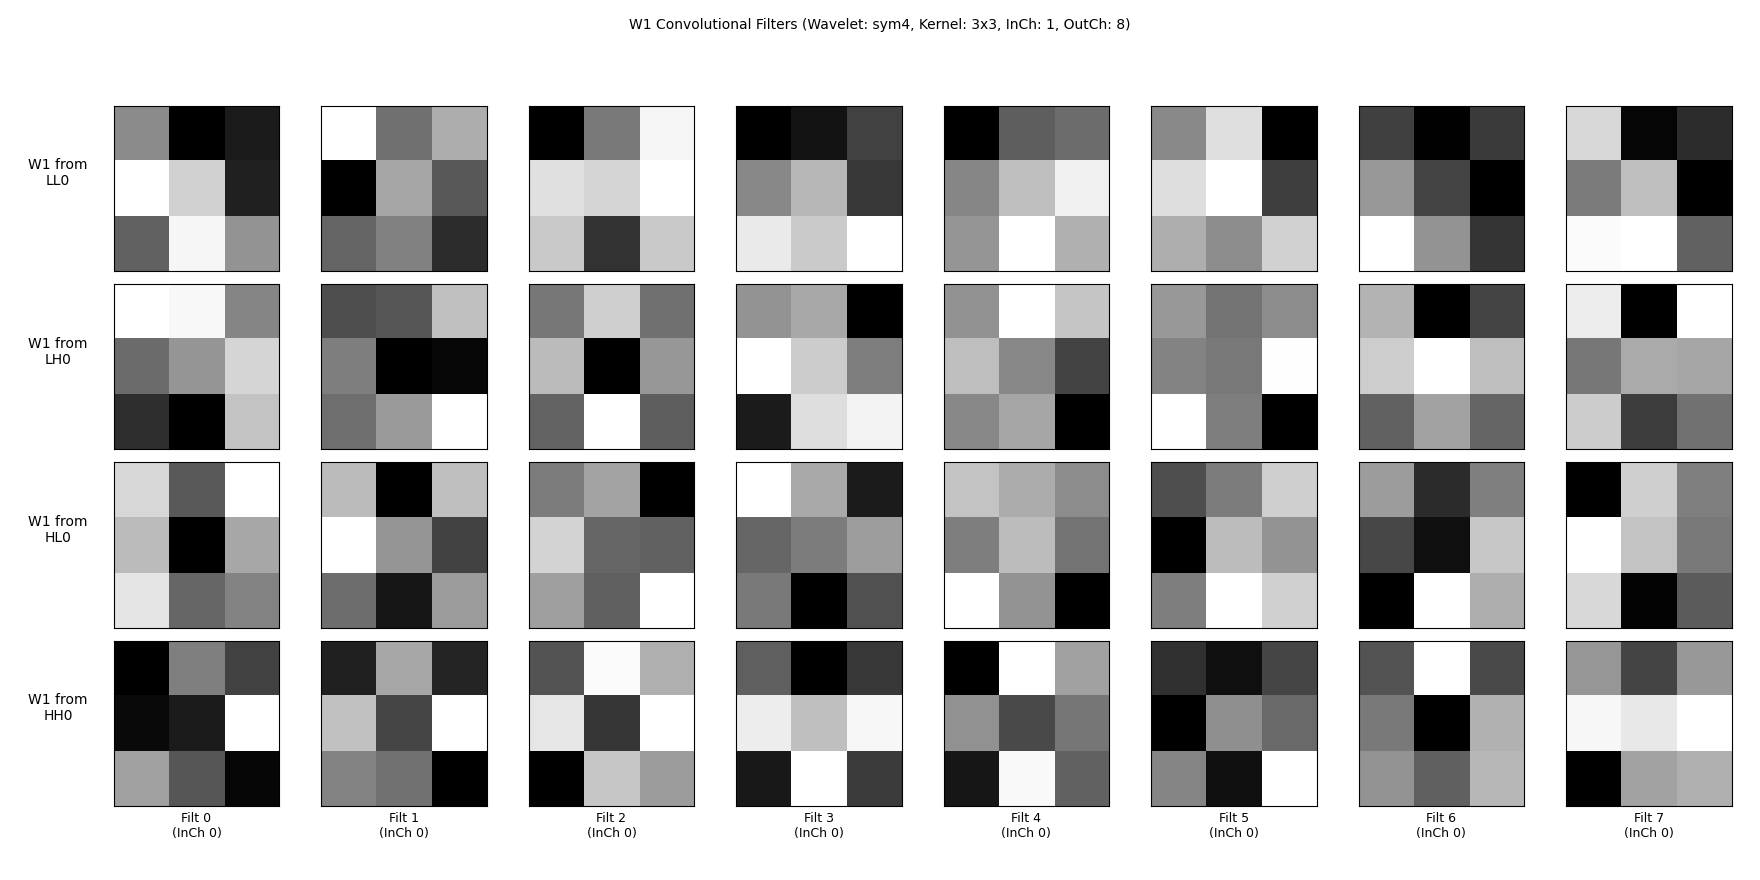 W1 Convolutional Filters (Wavelet: sym4, Kernel: 3x3, InCh: 1, OutCh: 8)
W1 from
LL0
W1 from
LH0
W1 from
HL0
W1 from
HH0
Filt 0
(InCh 0)
Filt 1
(InCh 0)
Filt 2
(InCh 0)
Filt 3
(InCh 0)
Filt 4
(InCh 0)
Filt 5
(InCh 0)
Filt 6
(InCh 0)
Filt 7
(InCh 0)